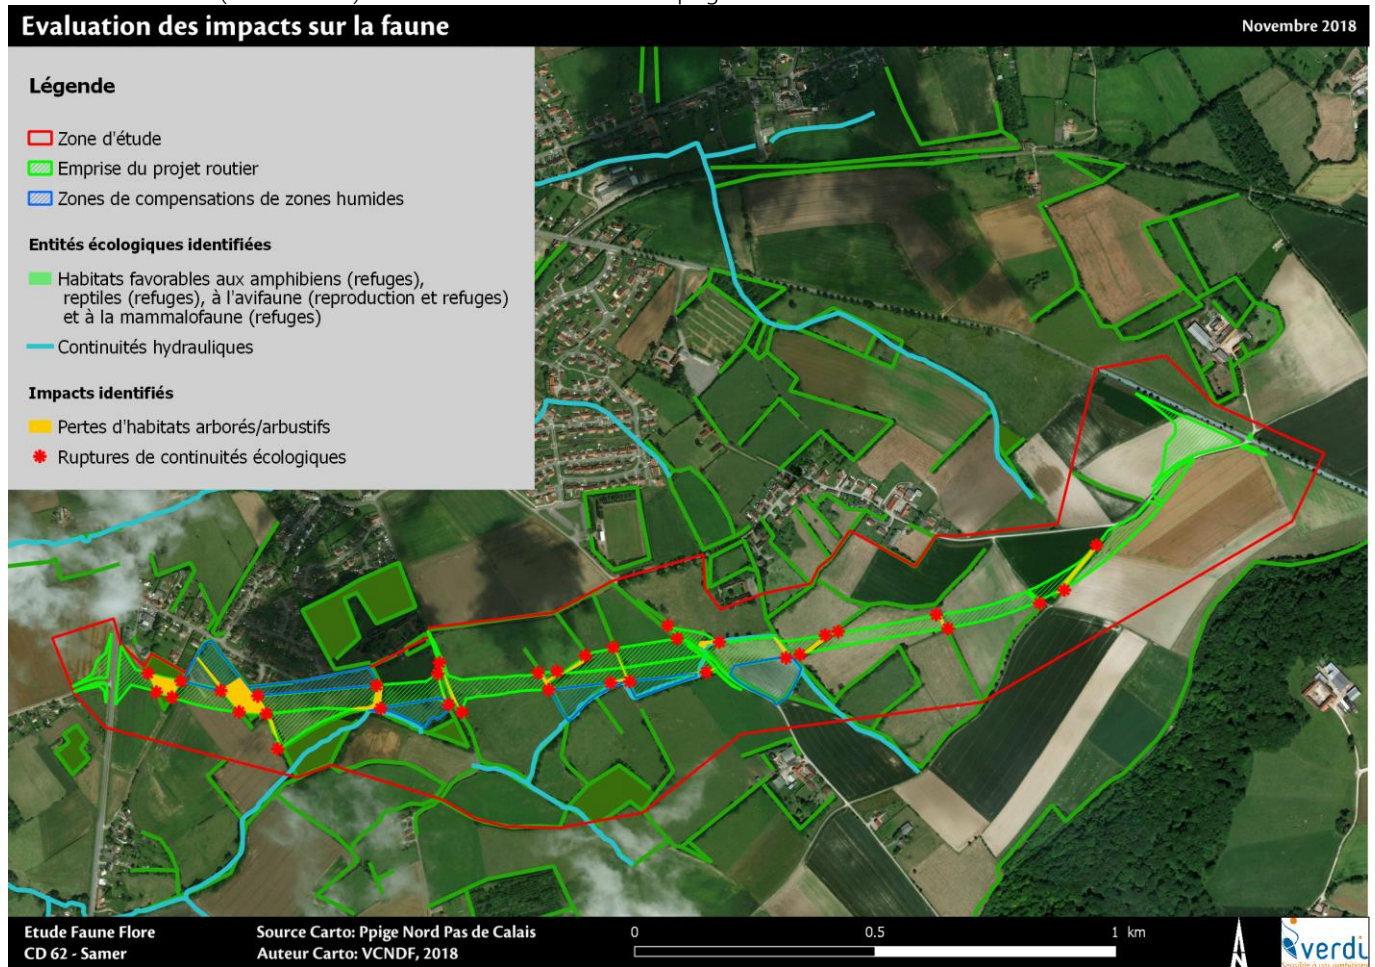 Evaluation des impacts sur la faune
Novembre 2018
Légende
Zone d'étude
Emprise du projet routier
Zones de compensations de zones humides
Entités écologiques identifiées
Habitats favorables aux amphibiens (refuges),
reptiles (refuges), à l'avifaune (reproduction et refuges)
et à la mammalofaune (refuges)
Continuités hydrauliques
Impacts identifiés
Pertes d'habitats arborés/arbustifs
Ruptures de continuités écologiques
Etude Faune Flore
CD 62 - Samer
Source Carto: Ppige Nord Pas de Calais
Auteur Carto: VCNDF, 2018
0 0.5 1 km
N
verdi